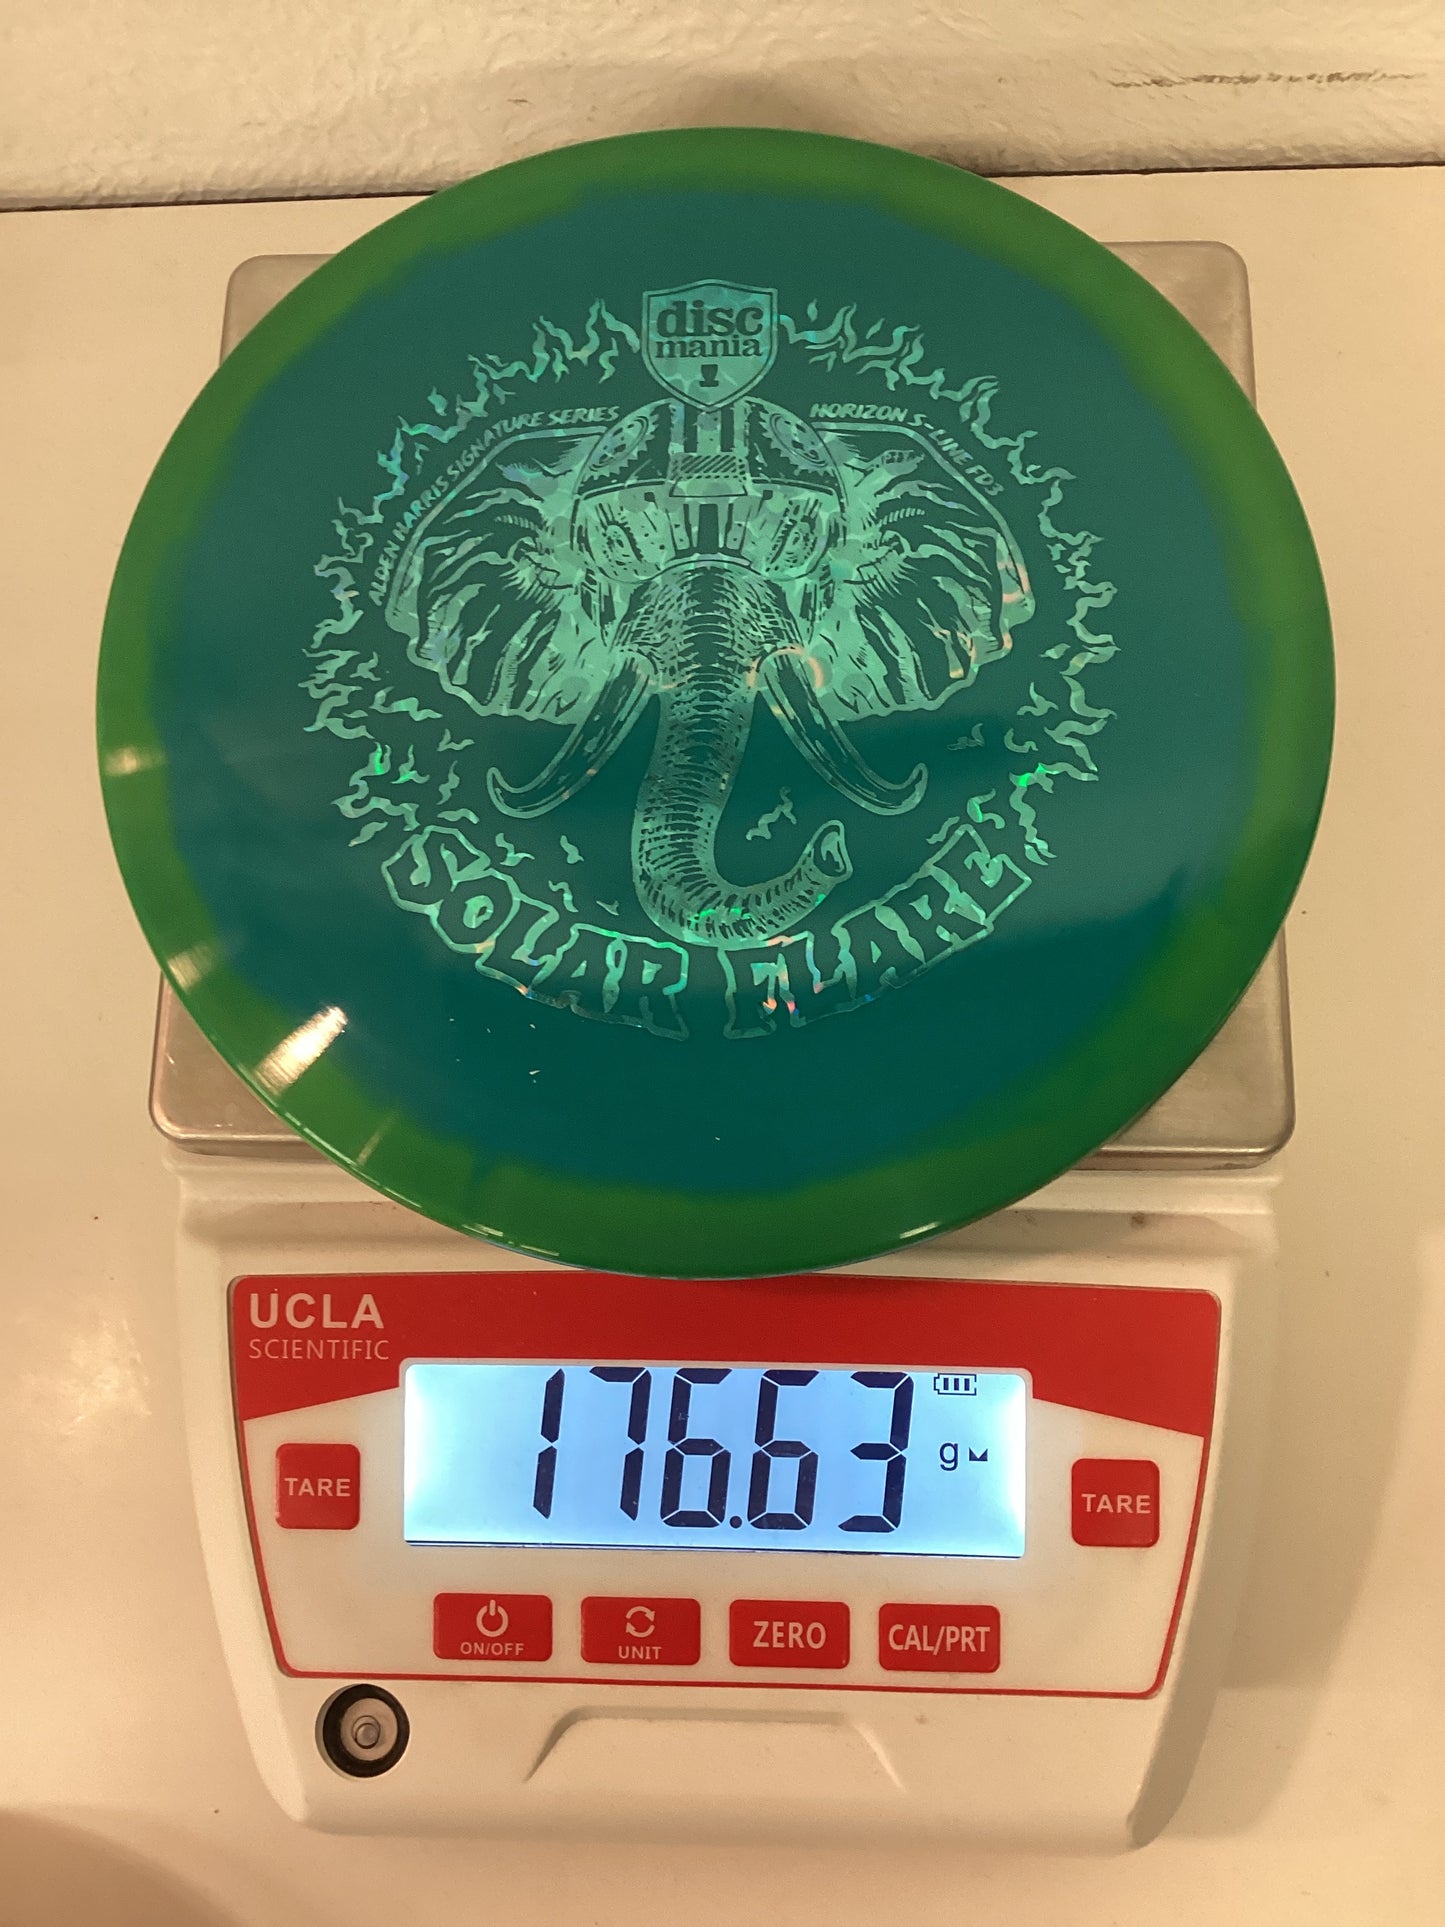 disc
mania
ALDEN HARRIS SIGNATURE SERIES
HORIZON S-LINE FD3
SOLAR FLARE
UCLA
SCIENTIFIC
176.63
g
TARE
TARE
ON/OFF
UNIT
ZERO
CAL/PRT